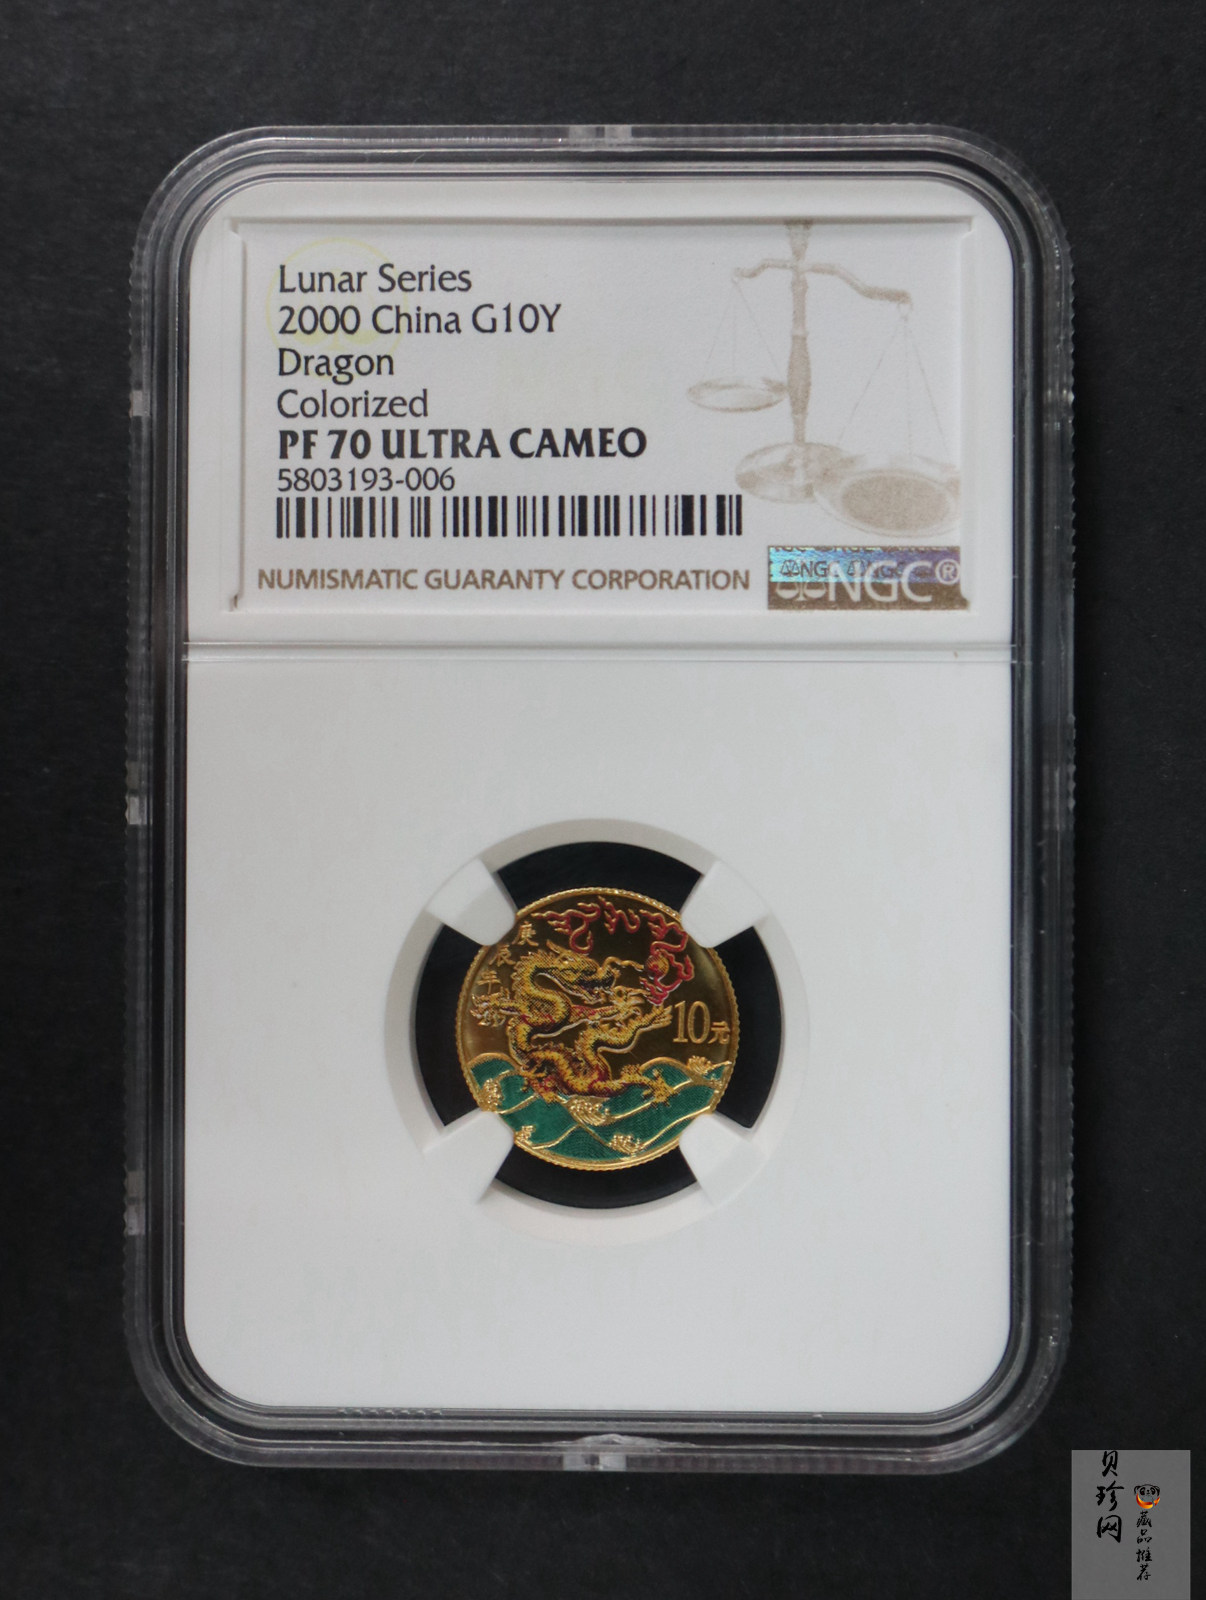 Lunar Series
2000 China G10Y
Dragon
Colorized
PF 70 ULTRA CAMEO
5803193-006
NUMISMATIC GUARANTY CORPORATION
NGC®
庚辰年
10元
贝珍网
藏品推荐